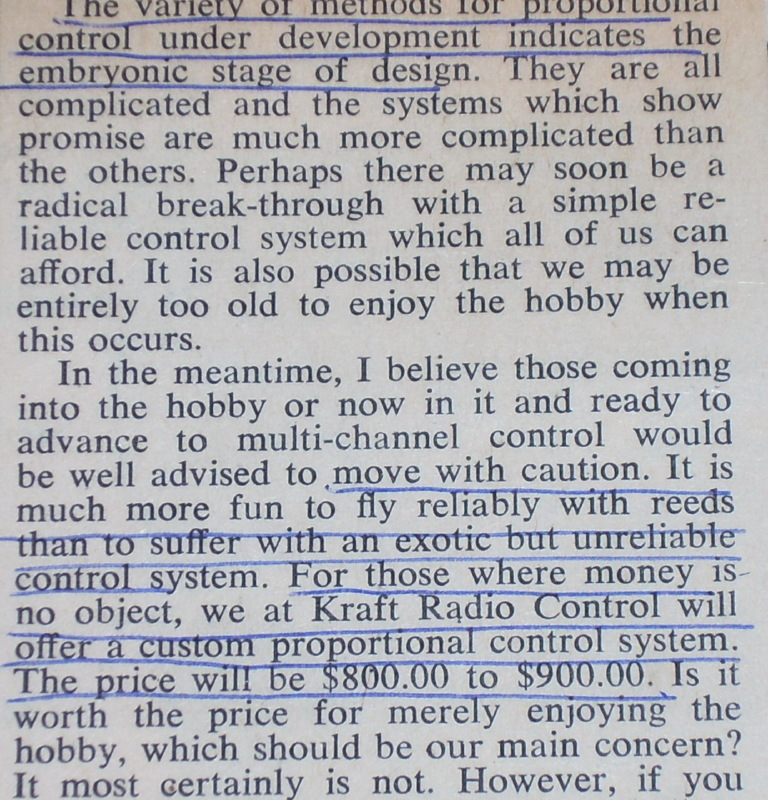 The variety of methods for proportional
control under development indicates the
embryonic stage of design. They are all
complicated and the systems which show
promise are much more complicated than
the others. Perhaps there may soon be a
radical break-through with a simple re-
liable control system which all of us can
afford. It is also possible that we may be
entirely too old to enjoy the hobby when
this occurs.
In the meantime, I believe those coming
into the hobby or now in it and ready to
advance to multi-channel control would
be well advised to move with caution. It is
much more fun to fly reliably with reeds
than to suffer with an exotic but unreliable
control system. For those where money is
no object, we at Kraft Radio Control will
offer a custom proportional control system.
The price will be $800.00 to $900.00. Is it
worth the price for merely enjoying the
hobby, which should be our main concern?
It most certainly is not. However, if you